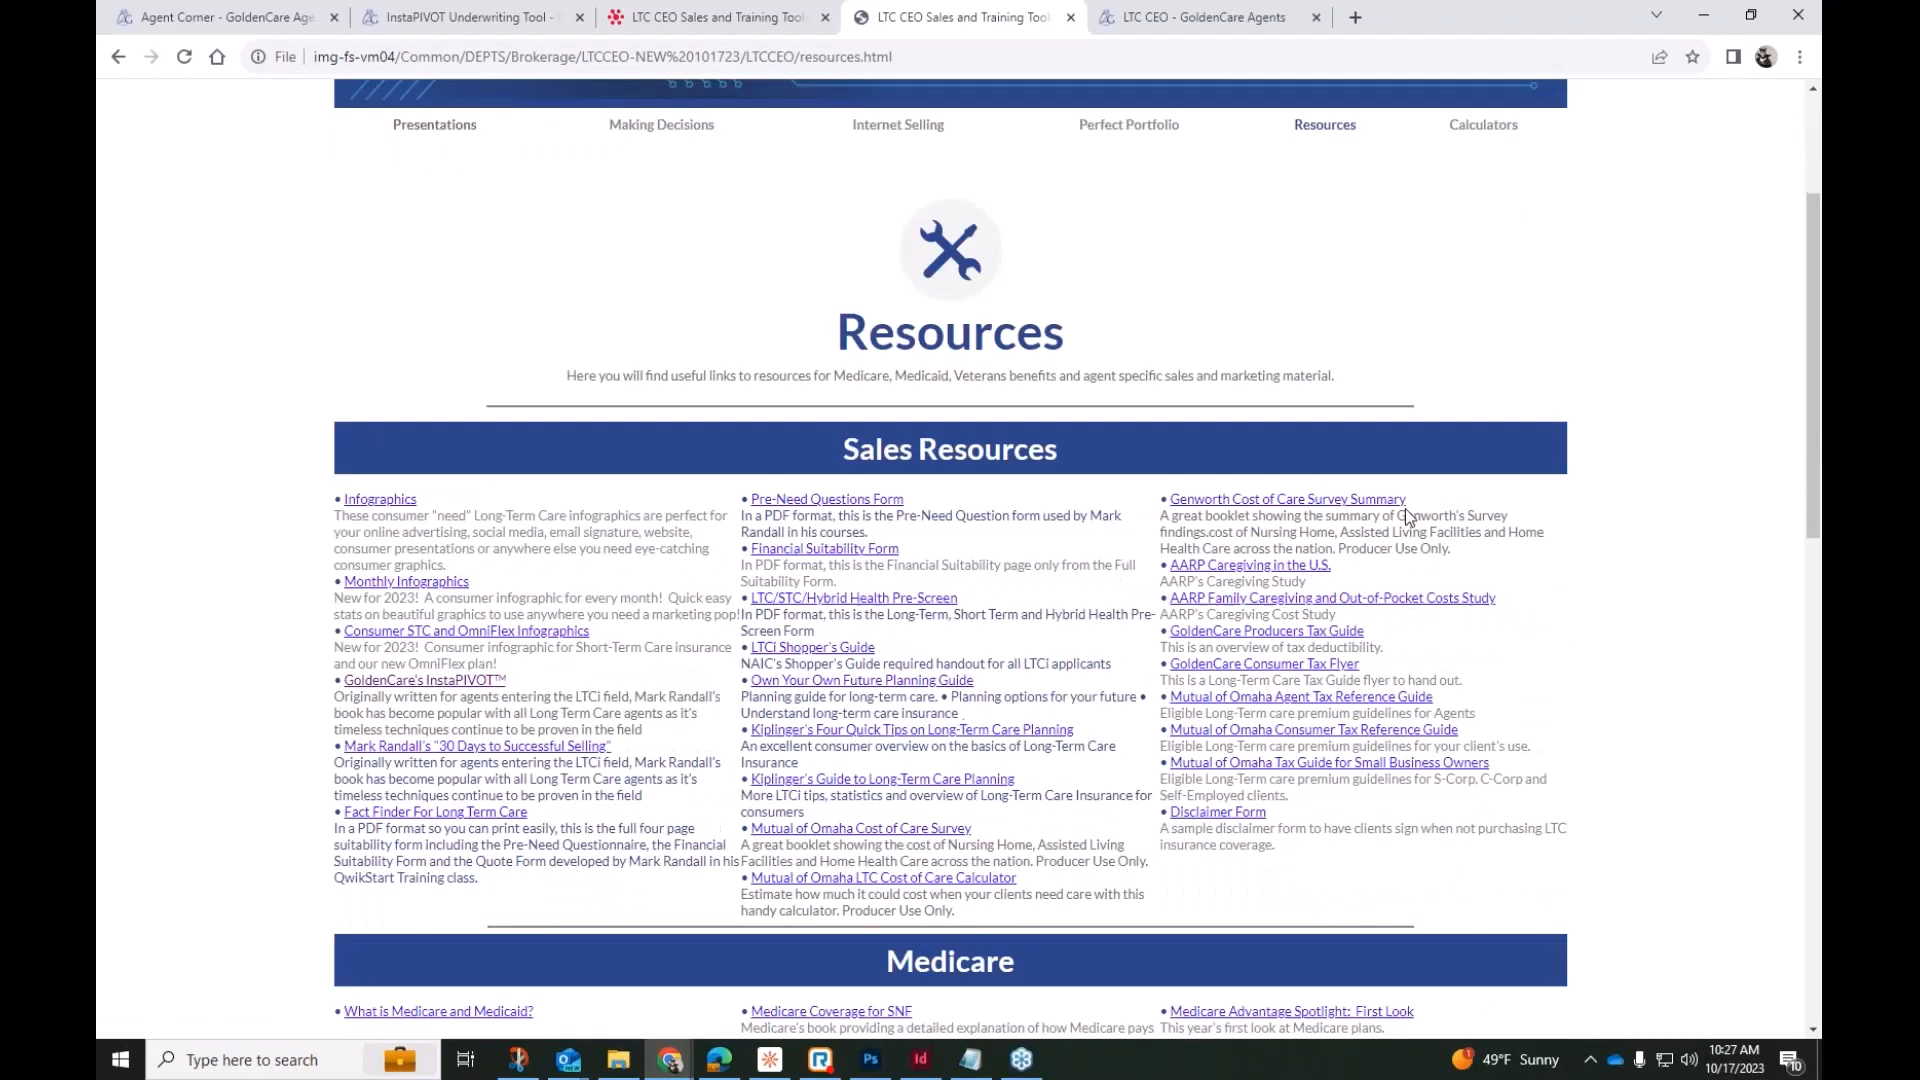 Agent Corner - GoldenCare Age
InstaPIVOT Underwriting Tool -
LTC CEO Sales and Training Tool
LTC CEO Sales and Training Tool
LTC CEO - GoldenCare Agents
File
img-fs-vm04/Common/DEPTS/Brokerage/LTCCEO-NEW%20101723/LTCCEO/resources.html
Presentations
Making Decisions
Internet Selling
Perfect Portfolio
Resources
Calculators
Resources
Here you will find useful links to resources for Medicare, Medicaid, Veterans benefits and agent specific sales and marketing material.
Sales Resources
• Infographics
These consumer "need" Long-Term Care infographics are perfect for
your online advertising, social media, email signature, website,
consumer presentations or anywhere else you need eye-catching
consumer graphics.
• Monthly Infographics
New for 2023! A consumer infographic for every month! Quick easy
stats on beautiful graphics to use anywhere you need a marketing pop!
• Consumer STC and OmniFlex Infographics
New for 2023! Consumer infographic for Short-Term Care insurance
and our new OmniFlex plan!
• GoldenCare's InstaPIVOT™
Originally written for agents entering the LTCi field, Mark Randall's
book has become popular with all Long Term Care agents as it's
timeless techniques continue to be proven in the field
• Mark Randall's "30 Days to Successful Selling"
Originally written for agents entering the LTCi field, Mark Randall's
book has become popular with all Long Term Care agents as it's
timeless techniques continue to be proven in the field
• Fact Finder For Long Term Care
In a PDF format so you can print easily, this is the full four page
suitability form including the Pre-Need Questionnaire, the Financial
Suitability Form and the Quote Form developed by Mark Randall in his
QwikStart Training class.
• Pre-Need Questions Form
In a PDF format, this is the Pre-Need Question form used by Mark
Randall in his courses.
• Financial Suitability Form
In PDF format, this is the Financial Suitability page only from the Full
Suitability Form.
• LTC/STC/Hybrid Health Pre-Screen
In PDF format, this is the Long-Term, Short Term and Hybrid Health Pre-
Screen Form
• LTCi Shopper's Guide
NAIC's Shopper's Guide required handout for all LTCi applicants
• Own Your Own Future Planning Guide
Planning guide for long-term care. • Planning options for your future •
Understand long-term care insurance
• Kiplinger's Four Quick Tips on Long-Term Care Planning
An excellent consumer overview on the basics of Long-Term Care
Insurance
• Kiplinger's Guide to Long-Term Care Planning
More LTCi tips, statistics and overview of Long-Term Care Insurance for
consumers
• Mutual of Omaha Cost of Care Survey
A great booklet showing the cost of Nursing Home, Assisted Living
Facilities and Home Health Care across the nation. Producer Use Only.
• Mutual of Omaha LTC Cost of Care Calculator
Estimate how much it could cost when your clients need care with this
handy calculator. Producer Use Only.
• Genworth Cost of Care Survey Summary
A great booklet showing the summary of Genworth's Survey
findings.cost of Nursing Home, Assisted Living Facilities and Home
Health Care across the nation. Producer Use Only.
• AARP Caregiving in the U.S.
AARP's Caregiving Study
• AARP Family Caregiving and Out-of-Pocket Costs Study
AARP's Caregiving Cost Study
• GoldenCare Producers Tax Guide
This is an overview of tax deductibility.
• GoldenCare Consumer Tax Flyer
This is a Long-Term Care Tax Guide flyer to hand out.
• Mutual of Omaha Agent Tax Reference Guide
Eligible Long-Term care premium guidelines for Agents
• Mutual of Omaha Consumer Tax Reference Guide
Eligible Long-Term care premium guidelines for your client's use.
• Mutual of Omaha Tax Guide for Small Business Owners
Eligible Long-Term care premium guidelines for S-Corp, C-Corp and
Self-Employed clients.
• Disclaimer Form
A sample disclaimer form to have clients sign when not purchasing LTC
insurance coverage.
Medicare
• What is Medicare and Medicaid?
• Medicare Coverage for SNF
Medicare's book providing a detailed explanation of how Medicare pays
• Medicare Advantage Spotlight: First Look
This year's first look at Medicare plans.
Type here to search
NEW
Ps
Id
49°F Sunny
10:27 AM
10/17/2023
10